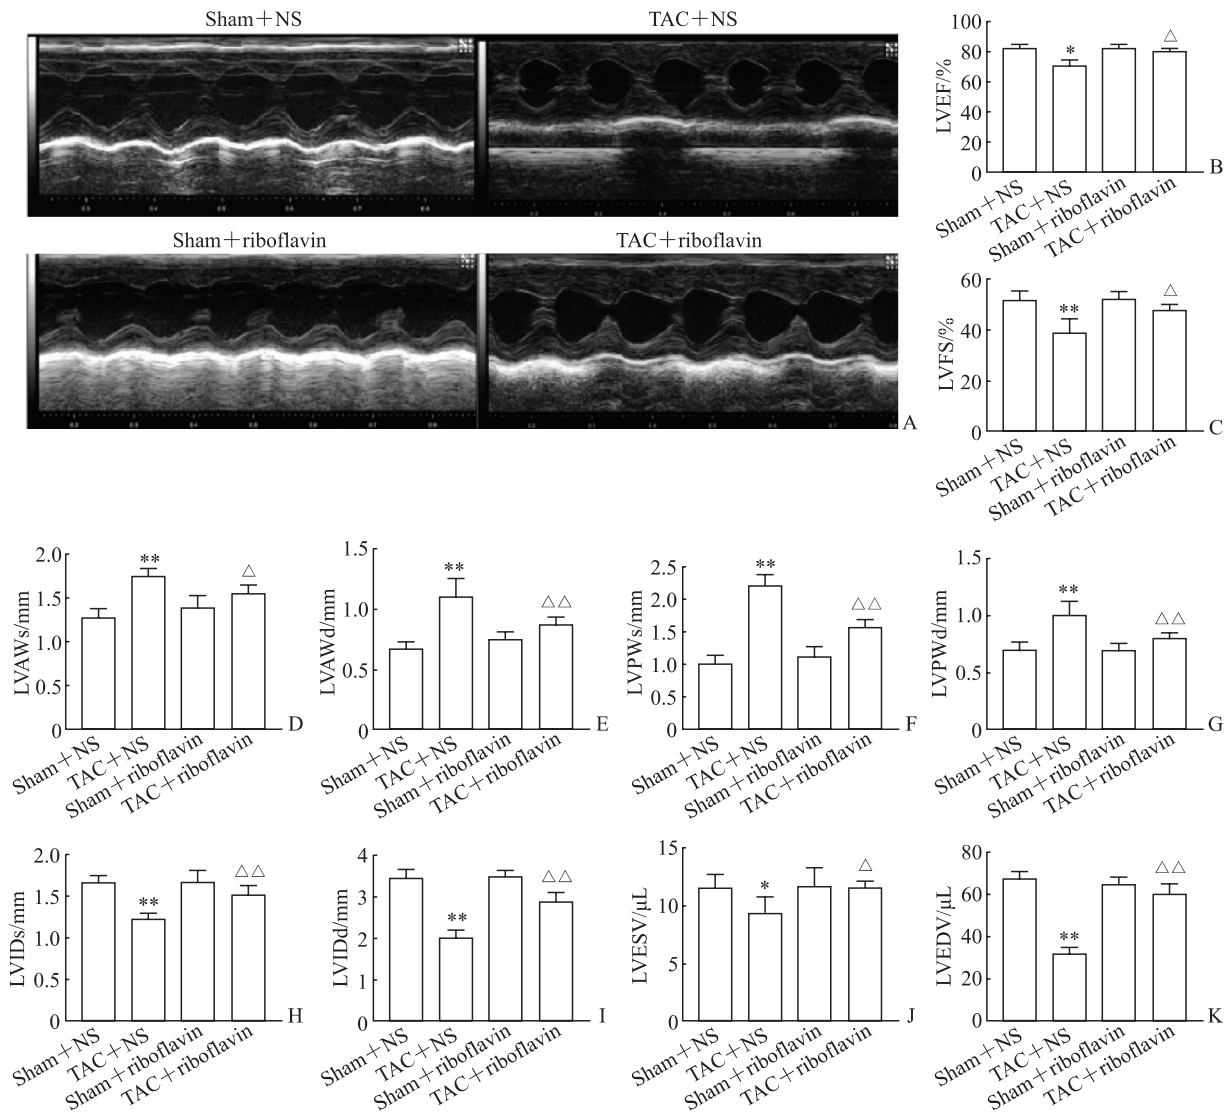 Sham+NS
TAC+NS
Sham+riboflavin
TAC+riboflavin
A
100
80
60
40
20
0
LVEF/%
*
△
Sham+NS
TAC+NS
Sham+riboflavin
TAC+riboflavin
B
60
40
20
0
LVFS/%
**
△
Sham+NS
TAC+NS
Sham+riboflavin
TAC+riboflavin
C
2.0
1.5
1.0
0.5
0
LVAWs/mm
**
△
Sham+NS
TAC+NS
Sham+riboflavin
TAC+riboflavin
D
1.5
1.0
0.5
0
LVAWd/mm
**
△△
Sham+NS
TAC+NS
Sham+riboflavin
TAC+riboflavin
E
2.5
2.0
1.5
1.0
0.5
0
LVPWs/mm
**
△△
Sham+NS
TAC+NS
Sham+riboflavin
TAC+riboflavin
F
1.5
1.0
0.5
0
LVPWd/mm
**
△△
Sham+NS
TAC+NS
Sham+riboflavin
TAC+riboflavin
G
2.0
1.5
1.0
0.5
0
LVIDs/mm
**
△△
Sham+NS
TAC+NS
Sham+riboflavin
TAC+riboflavin
H
4
3
2
1
0
LVIDd/mm
**
△△
Sham+NS
TAC+NS
Sham+riboflavin
TAC+riboflavin
I
15
10
5
0
LVESV/μL
*
△
Sham+NS
TAC+NS
Sham+riboflavin
TAC+riboflavin
J
80
60
40
20
0
LVEDV/μL
**
△△
Sham+NS
TAC+NS
Sham+riboflavin
TAC+riboflavin
K